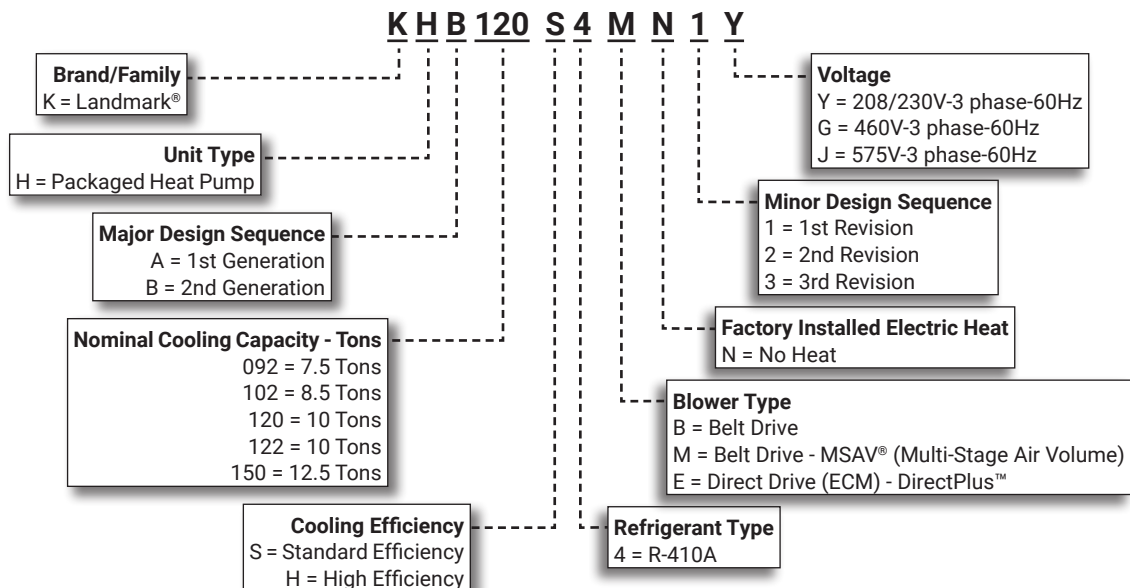 K H B 120 S 4 M N 1 Y
Brand/Family
K = Landmark®
Unit Type
H = Packaged Heat Pump
Major Design Sequence
A = 1st Generation
B = 2nd Generation
Nominal Cooling Capacity - Tons
092 = 7.5 Tons
102 = 8.5 Tons
120 = 10 Tons
122 = 10 Tons
150 = 12.5 Tons
Cooling Efficiency
S = Standard Efficiency
H = High Efficiency
Voltage
Y = 208/230V-3 phase-60Hz
G = 460V-3 phase-60Hz
J = 575V-3 phase-60Hz
Minor Design Sequence
1 = 1st Revision
2 = 2nd Revision
3 = 3rd Revision
Factory Installed Electric Heat
N = No Heat
Blower Type
B = Belt Drive
M = Belt Drive - MSAV® (Multi-Stage Air Volume)
E = Direct Drive (ECM) - DirectPlus™
Refrigerant Type
4 = R-410A